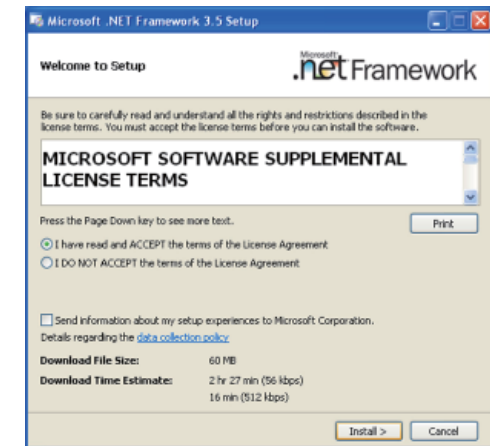 Microsoft .NET Framework 3.5 Setup
Welcome to Setup
Microsoft
.net Framework
Be sure to carefully read and understand all the rights and restrictions described in the
license terms. You must accept the license terms before you can install the software.
MICROSOFT SOFTWARE SUPPLEMENTAL
LICENSE TERMS
Press the Page Down key to see more text.
Print
I have read and ACCEPT the terms of the License Agreement
I DO NOT ACCEPT the terms of the License Agreement
Send information about my setup experiences to Microsoft Corporation.
Details regarding the data collection policy
Download File Size: 60 MB
Download Time Estimate: 2 hr 27 min (56 kbps)
16 min (512 kbps)
Install > Cancel